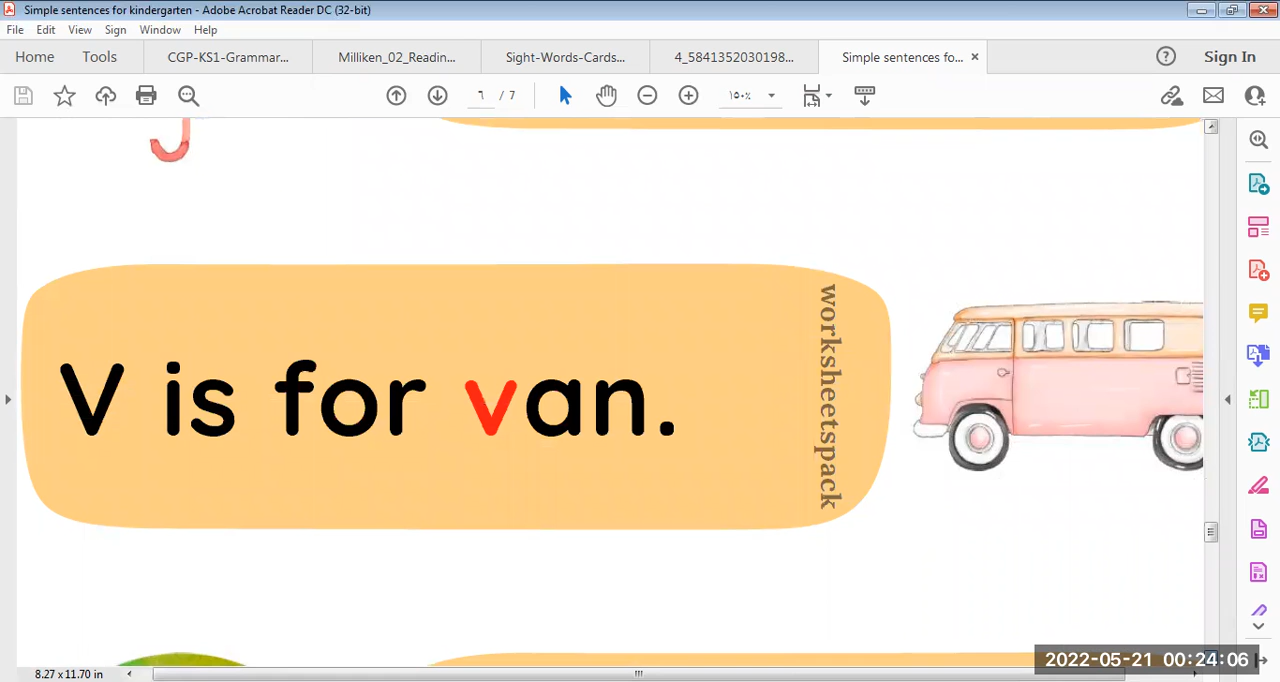 Simple sentences for kindergarten - Adobe Acrobat Reader DC (32-bit)
File Edit View Sign Window Help
Home Tools CGP-KS1-Grammar... Milliken_02_Readin... Sight-Words-Cards... 4_5841352030198... Simple sentences fo... × Sign In
٦ / 7 ١٥٠%
V is for van.
worksheetspack
8.27 x 11.70 in
2022-05-21 00:24:06